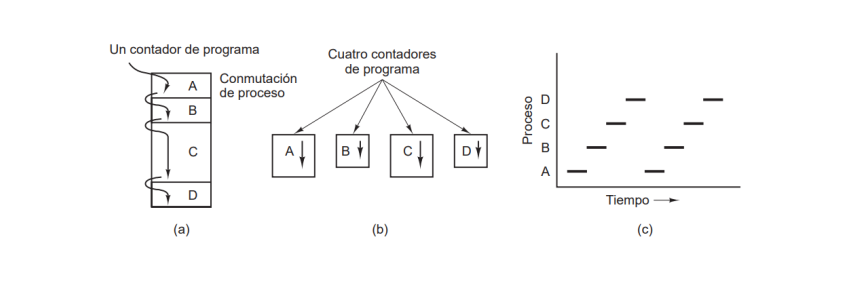 Un contador de programa
Conmutación
de proceso
A
B
C
D
(a)
Cuatro contadores
de programa
A
B
C
D
(b)
Proceso
D
C
B
A
Tiempo
(c)